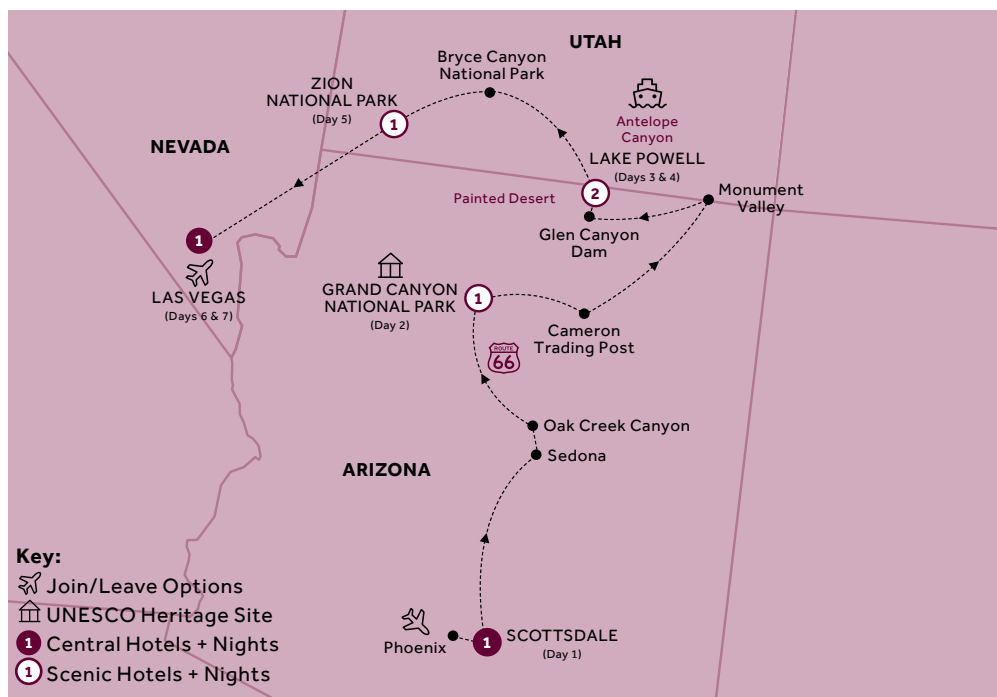 UTAH
Bryce Canyon
National Park
ZION
NATIONAL PARK
(Day 5)
1
Antelope
Canyon
NEVADA
LAKE POWELL
(Days 3 & 4)
2
Painted Desert
Monument
Valley
Glen Canyon
Dam
1
LAS VEGAS
(Days 6 & 7)
GRAND CANYON
NATIONAL PARK
(Day 2)
1
Cameron
Trading Post
ROUTE
66
Oak Creek Canyon
Sedona
ARIZONA
Phoenix
1
SCOTTSDALE
(Day 1)
Key:
Join/Leave Options
UNESCO Heritage Site
1 Central Hotels + Nights
1 Scenic Hotels + Nights